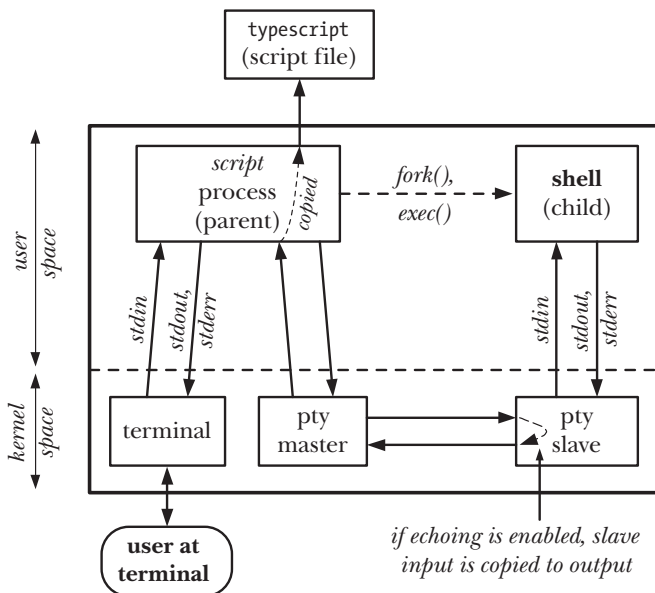 typescript
(script file)
script
process
(parent)
copied
fork(),
exec()
shell
(child)
user
space
stdin
stdout,
stderr
stdin
stdout,
stderr
kernel
space
terminal
pty
master
pty
slave
user at
terminal
if echoing is enabled, slave
input is copied to output